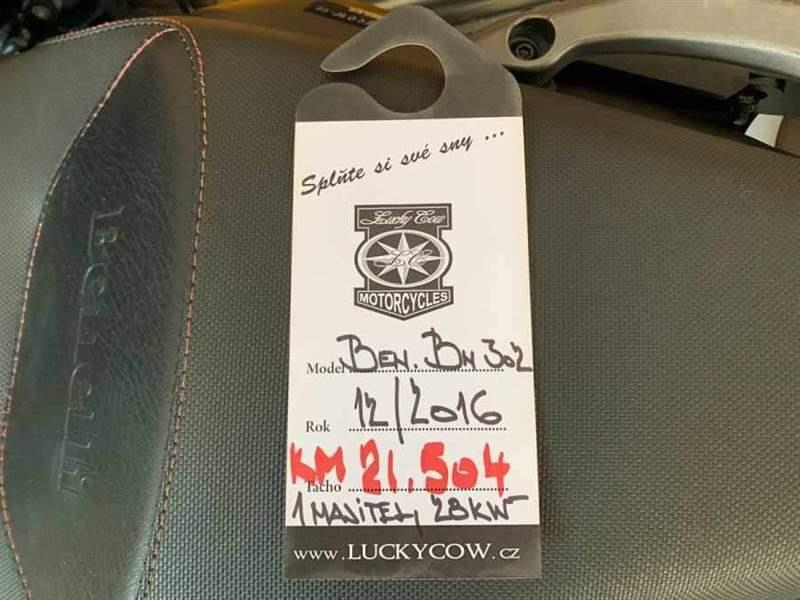 Splňte si své sny ...
Lucky Cow
MOTORCYCLES
Model BEN. BN 302
Rok 12/2016
KM 21.504
Tacho
1 MAJITEL, 28KW
www.LUCKYCOW.cz
Benelli